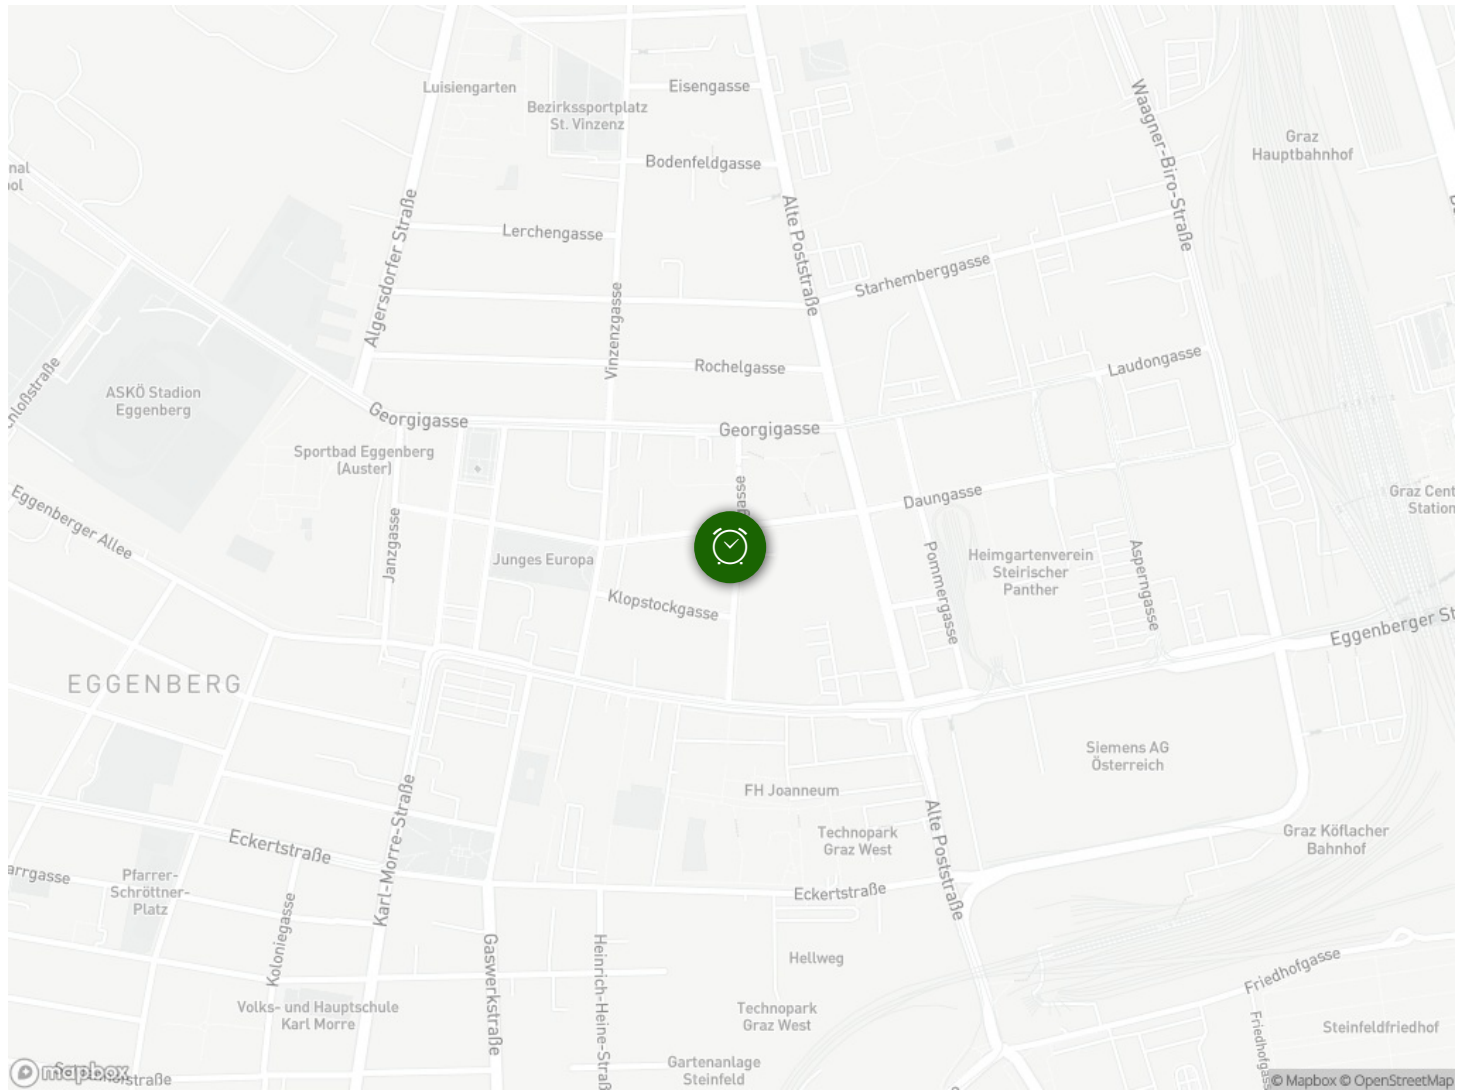 Luisiengarten
Eisengasse
Bezirkssportplatz
St. Vinzenz
Bodenfeldgasse
Waagner-Biro-Straße
Graz
Hauptbahnhof
Algersdorfer Straße
Alte Poststraße
Lerchengasse
Starhemberggasse
Vinzenzgasse
Rochelgasse
Laudongasse
ASKÖ Stadion
Eggenberg
Georgigasse
Georgigasse
Sportbad Eggenberg
(Auster)
Daungasse
Graz Cent
Station
Eggenberger Allee
Janzgasse
Junges Europa
Pommergasse
Heimgartenverein
Steirischer
Panther
Asperngasse
Klopstockgasse
Eggenberger St
EGGENBERG
Siemens AG
Österreich
FH Joanneum
Karl-Morre-Straße
Alte Poststraße
Technopark
Graz West
Graz Köflacher
Bahnhof
Eckertstraße
Pfarrer-
Schröttner-
Platz
Eckertstraße
Koloniegasse
Gaswerkstraße
Heinrich-Heine-Straß
Hellweg
Friedhofgasse
Volks- und Hauptschule
Karl Morre
Technopark
Graz West
Friedhofga
Steinfeldfriedhof
Gartenanlage
Steinfeld
mapbox
© Mapbox © OpenStreetMap